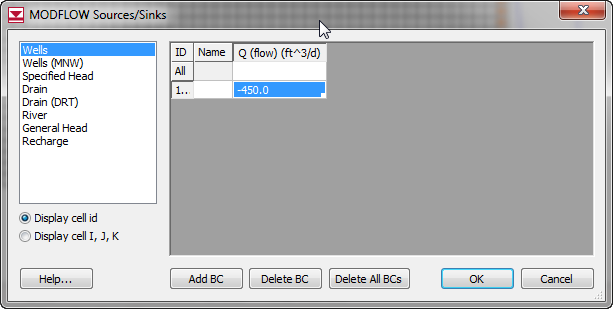 MODFLOW Sources/Sinks
Wells
Wells (MNW)
Specified Head
Drain
Drain (DRT)
River
General Head
Recharge
Display cell id
Display cell I, J, K
ID Name Q (flow) (ft^3/d)
All
1.. -450.0
Help... Add BC Delete BC Delete All BCs OK Cancel